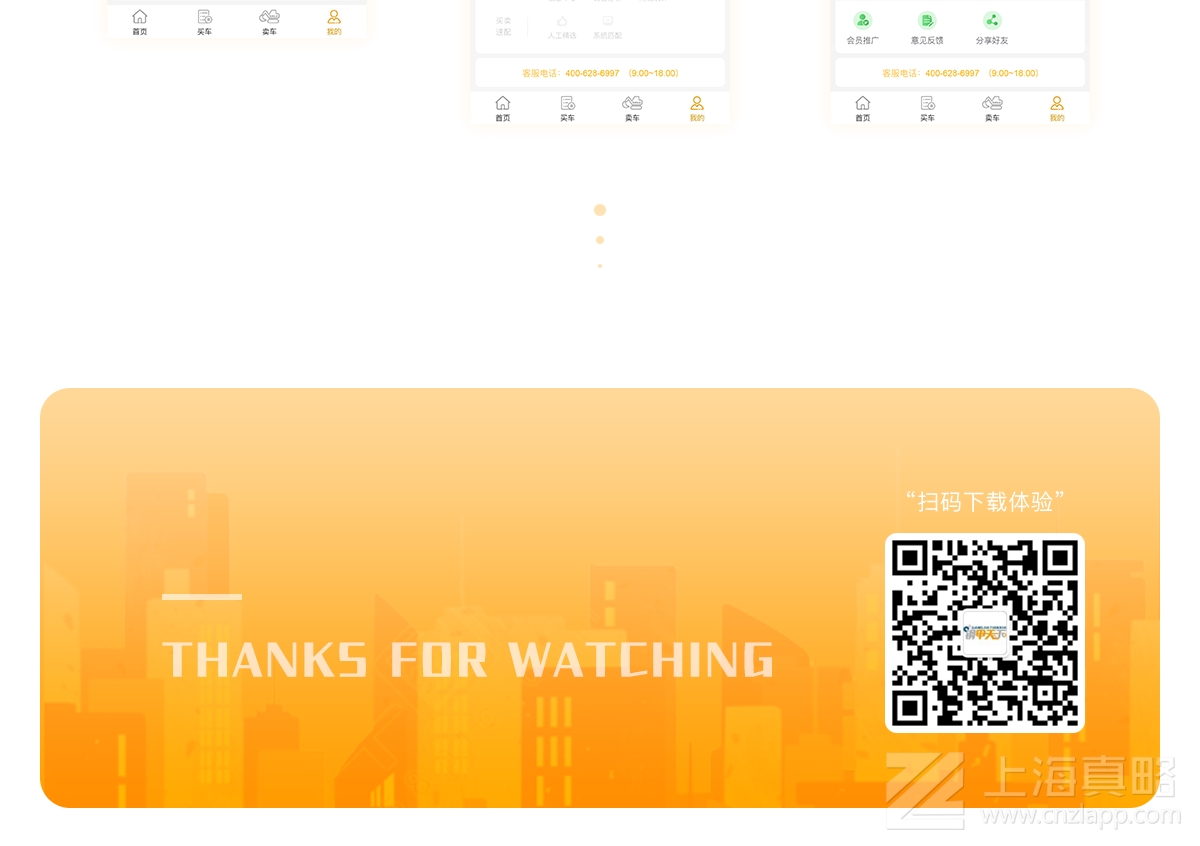 首页 买车 卖车 我的
买卖
速配
人工精选 系统匹配
客服电话：400-628-6997 （9:00-18:00）
首页 买车 卖车 我的
会员推广 意见反馈 分享好友
客服电话：400-628-6997 （9:00-18:00）
首页 买车 卖车 我的
“扫码下载体验”
THANKS FOR WATCHING
上海真略
www.cnzlapp.com